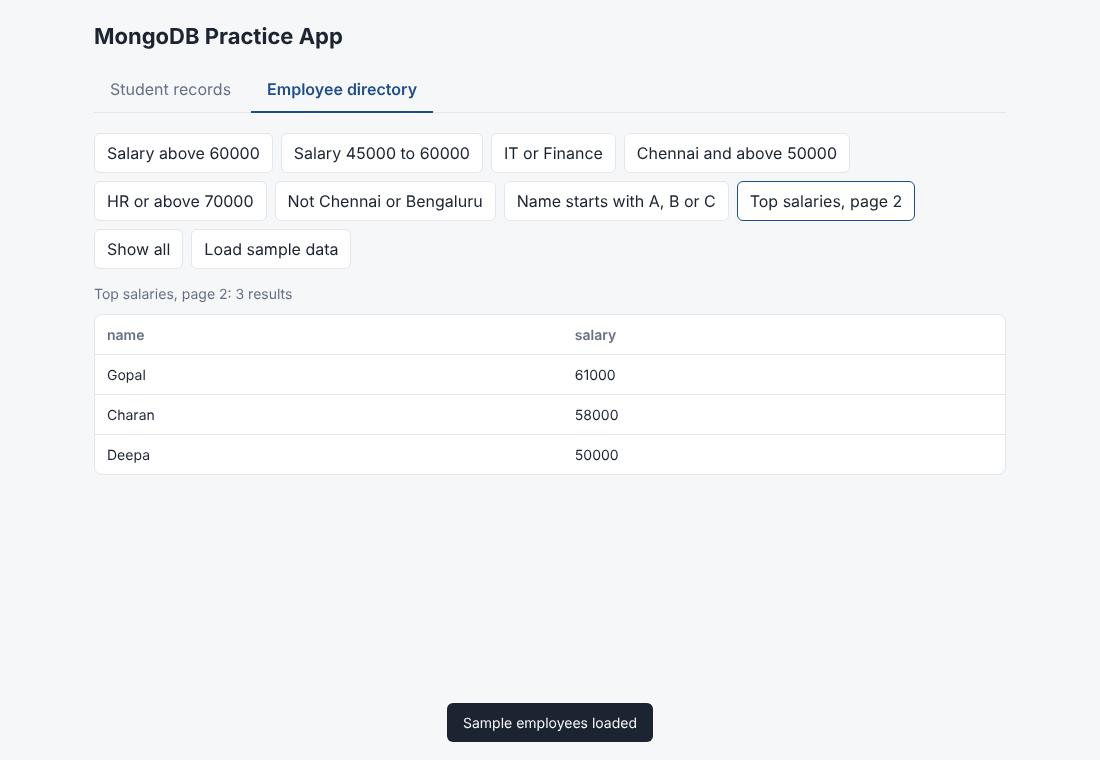 MongoDB Practice App
Student records Employee directory
Salary above 60000 Salary 45000 to 60000 IT or Finance Chennai and above 50000
HR or above 70000 Not Chennai or Bengaluru Name starts with A, B or C Top salaries, page 2
Show all Load sample data
Top salaries, page 2: 3 results
name salary
Gopal 61000
Charan 58000
Deepa 50000
Sample employees loaded